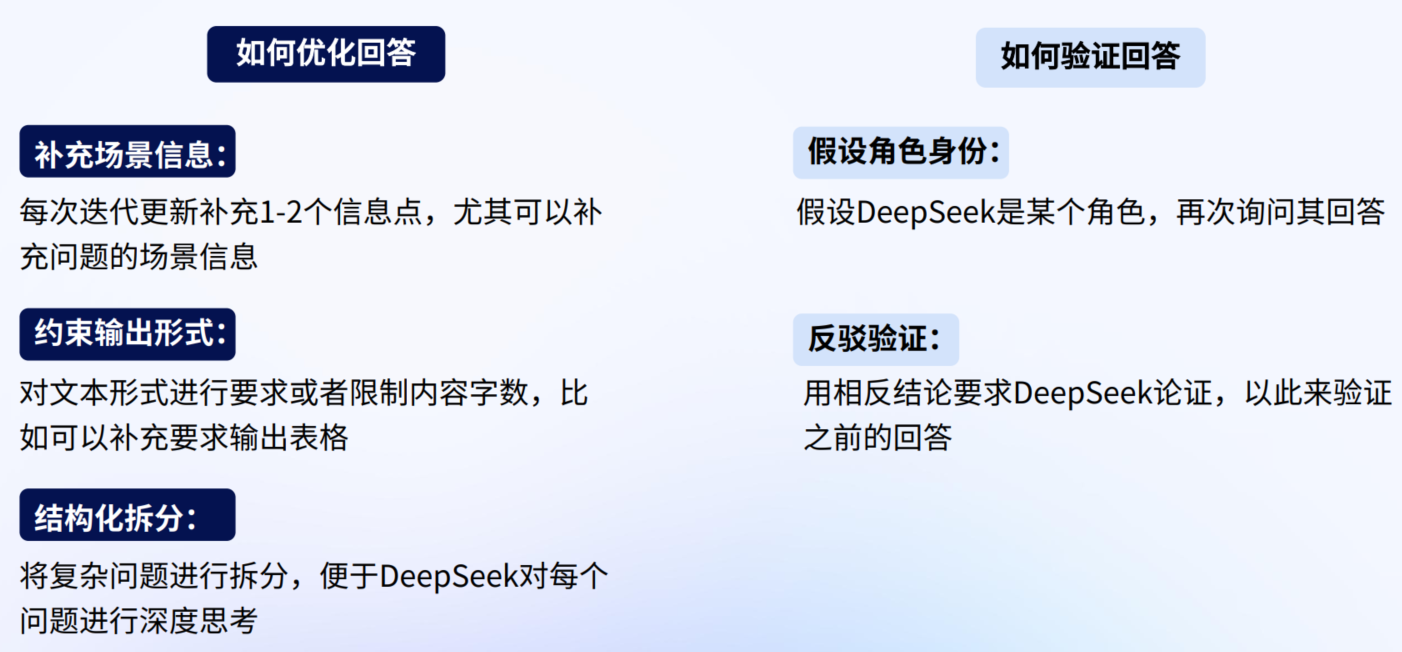 如何优化回答
补充场景信息：
每次迭代更新补充1-2个信息点，尤其可以补
充问题的场景信息
约束输出形式：
对文本形式进行要求或者限制内容字数，比
如可以补充要求输出表格
结构化拆分：
将复杂问题进行拆分，便于DeepSeek对每个
问题进行深度思考
如何验证回答
假设角色身份：
假设DeepSeek是某个角色，再次询问其回答
反驳验证：
用相反结论要求DeepSeek论证，以此来验证
之前的回答